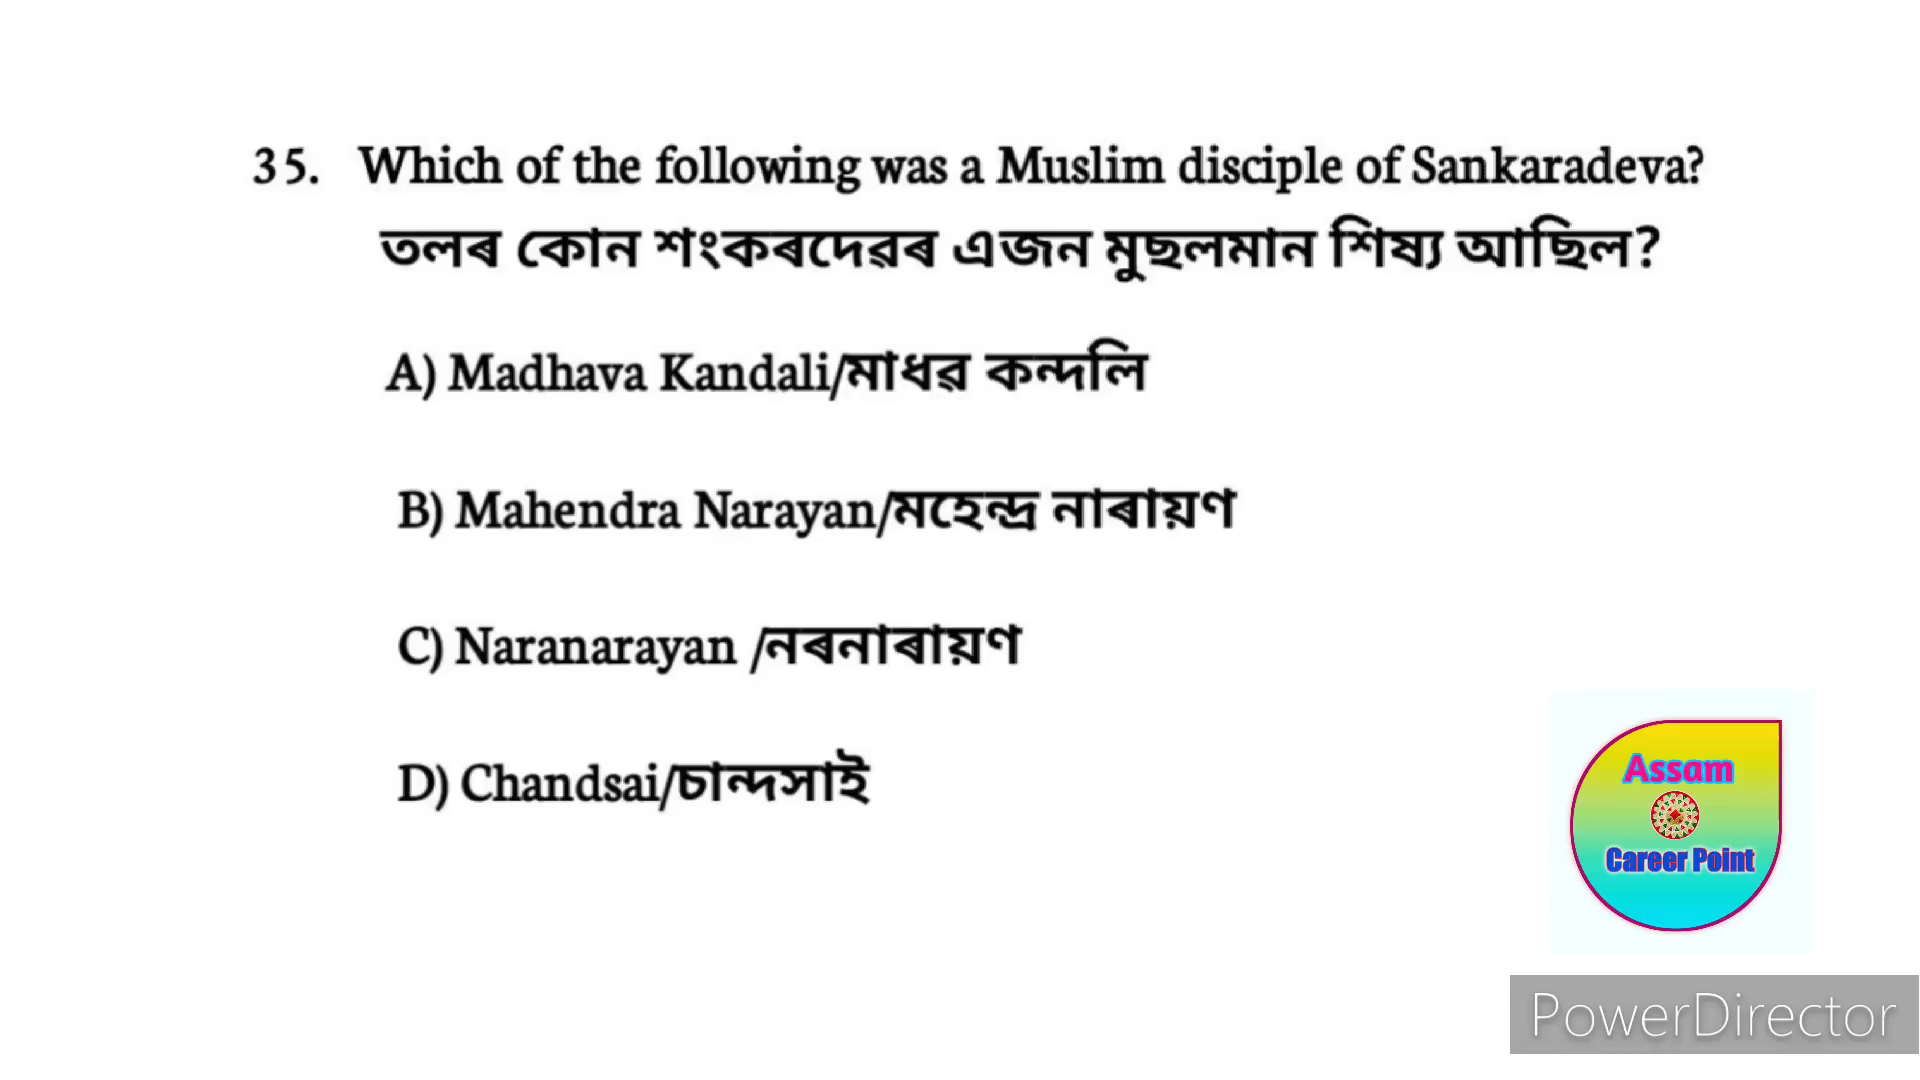 35. Which of the following was a Muslim disciple of Sankaradeva?
তলৰ কোন শংকৰদেৱৰ এজন মুছলমান শিষ্য আছিল?
A) Madhava Kandali/মাধৱ কন্দলি
B) Mahendra Narayan/মহেন্দ্ৰ নাৰায়ণ
C) Naranarayan /নৰনাৰায়ণ
D) Chandsai/চান্দসাই
Assam
Career Point
PowerDirector